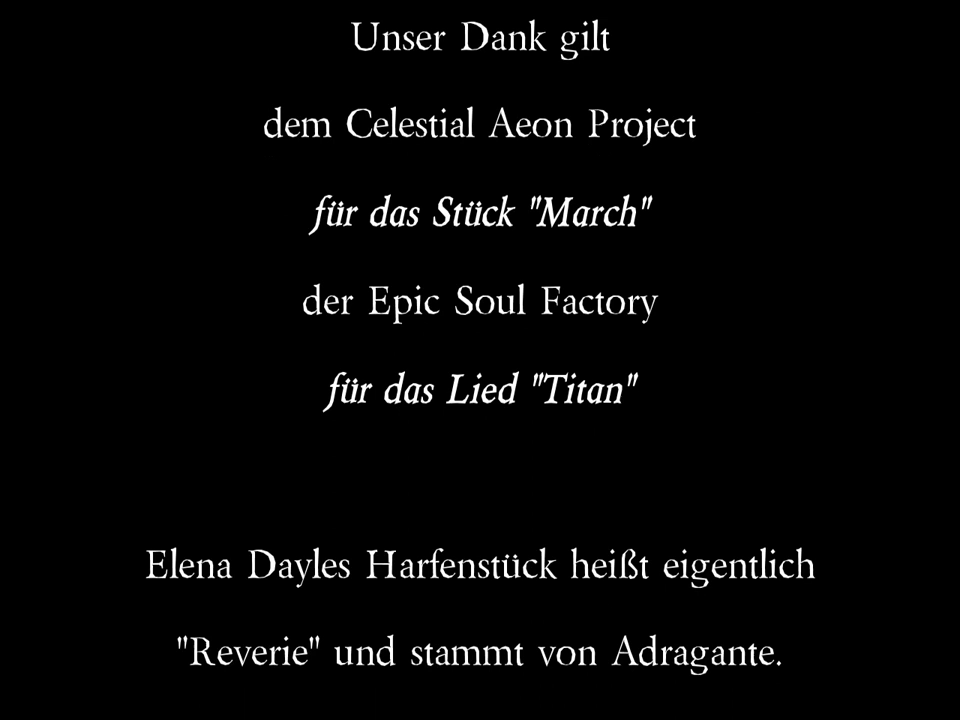 Unser Dank gilt
dem Celestial Aeon Project
für das Stück "March"
der Epic Soul Factory
für das Lied "Titan"
Elena Dayles Harfenstück heißt eigentlich
"Reverie" und stammt von Adragante.